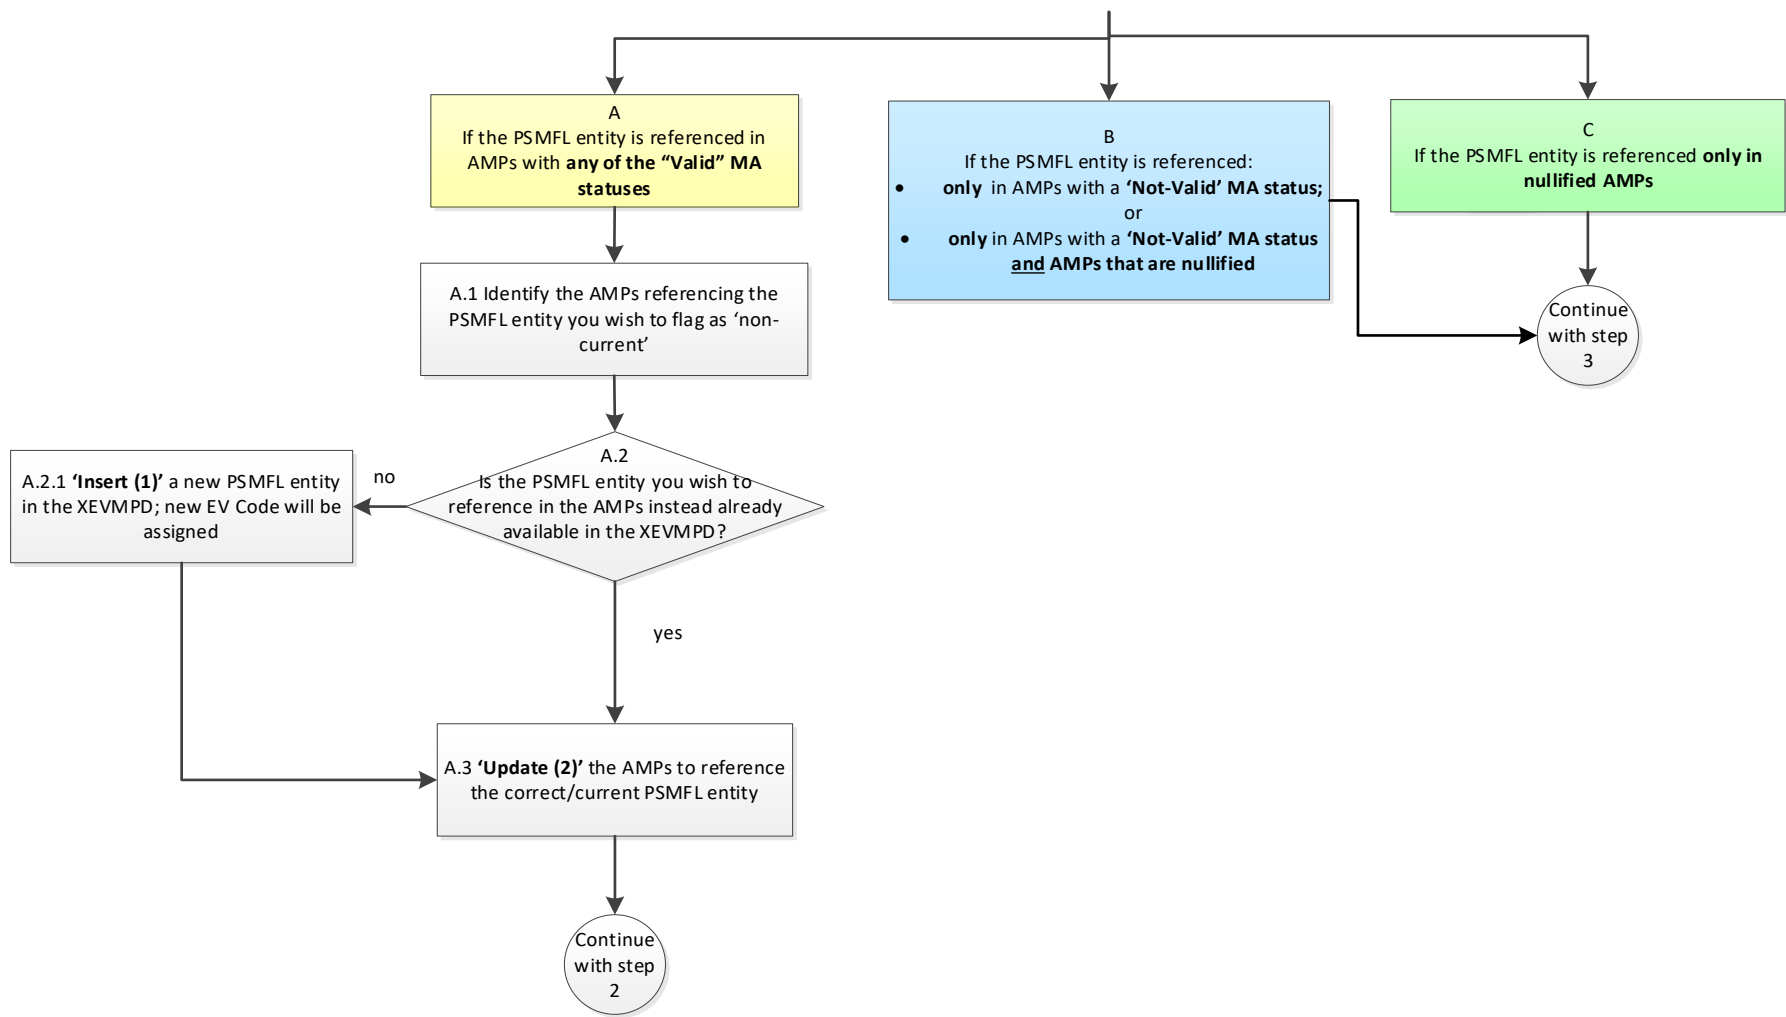 A
If the PSMFL entity is referenced in
AMPs with any of the “Valid” MA
statuses
B
If the PSMFL entity is referenced:
• only in AMPs with a ‘Not-Valid’ MA status;
or
• only in AMPs with a ‘Not-Valid’ MA status
and AMPs that are nullified
C
If the PSMFL entity is referenced only in
nullified AMPs
A.1 Identify the AMPs referencing the
PSMFL entity you wish to flag as ‘non-
current’
Continue
with step
3
A.2
Is the PSMFL entity you wish to
reference in the AMPs instead already
available in the XEVMPD?
no
A.2.1 ‘Insert (1)’ a new PSMFL entity
in the XEVMPD; new EV Code will be
assigned
yes
A.3 ‘Update (2)’ the AMPs to reference
the correct/current PSMFL entity
Continue
with step
2